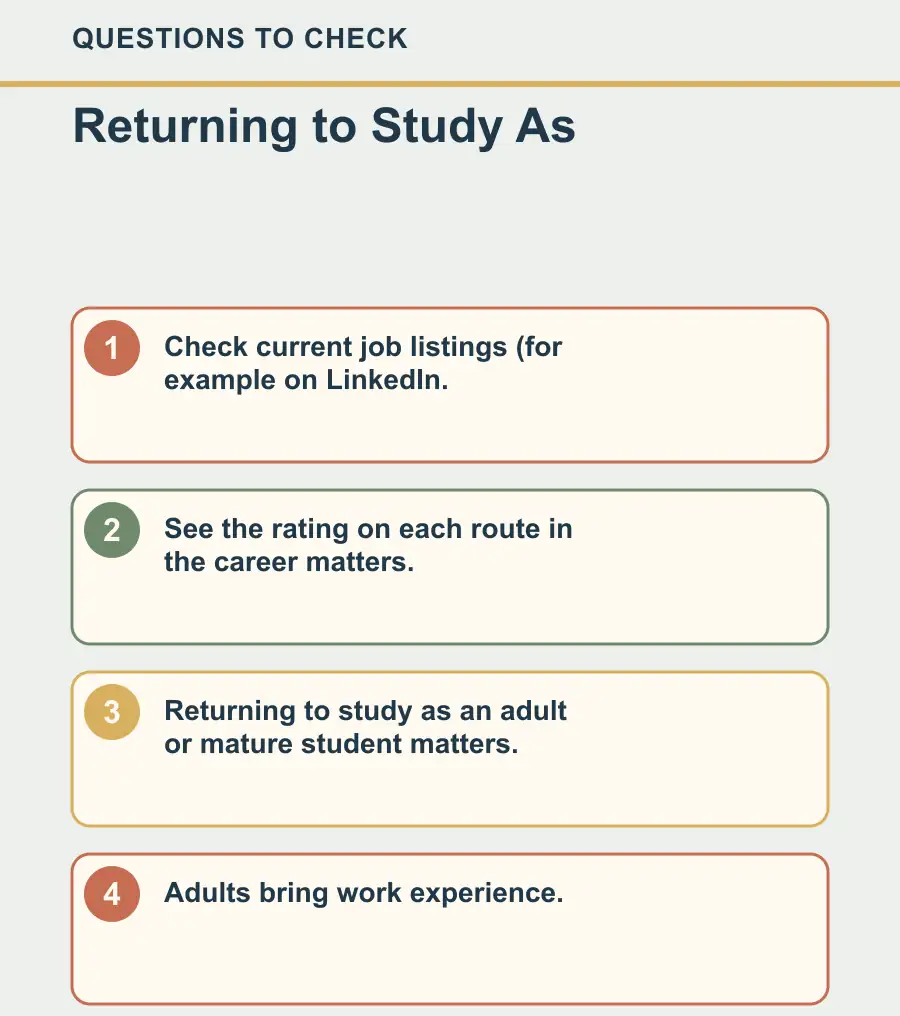 QUESTIONS TO CHECK
Returning to Study As
1
Check current job listings (for
example on LinkedIn.
2
See the rating on each route in
the career matters.
3
Returning to study as an adult
or mature student matters.
4
Adults bring work experience.